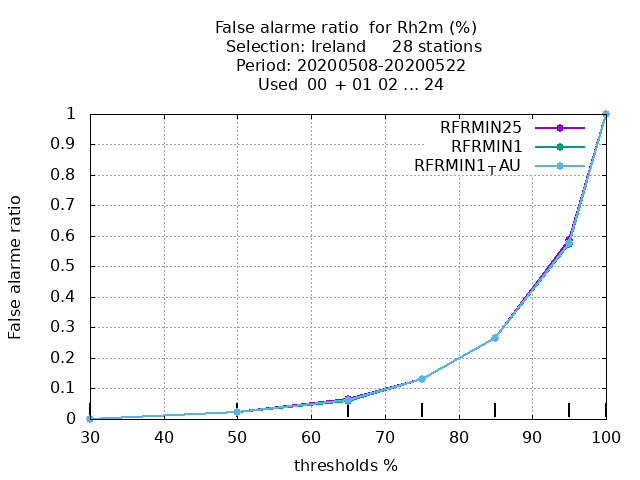 False alarme ratio  for Rh2m (%)
Selection: Ireland     28 stations
Period: 20200508-20200522
Used  00 + 01 02 ... 24
RFRMIN25
RFRMIN1
RFRMIN1TAU
1
0.9
0.8
0.7
0.6
0.5
0.4
0.3
0.2
0.1
0
False alarme ratio
30 40 50 60 70 80 90 100
thresholds %